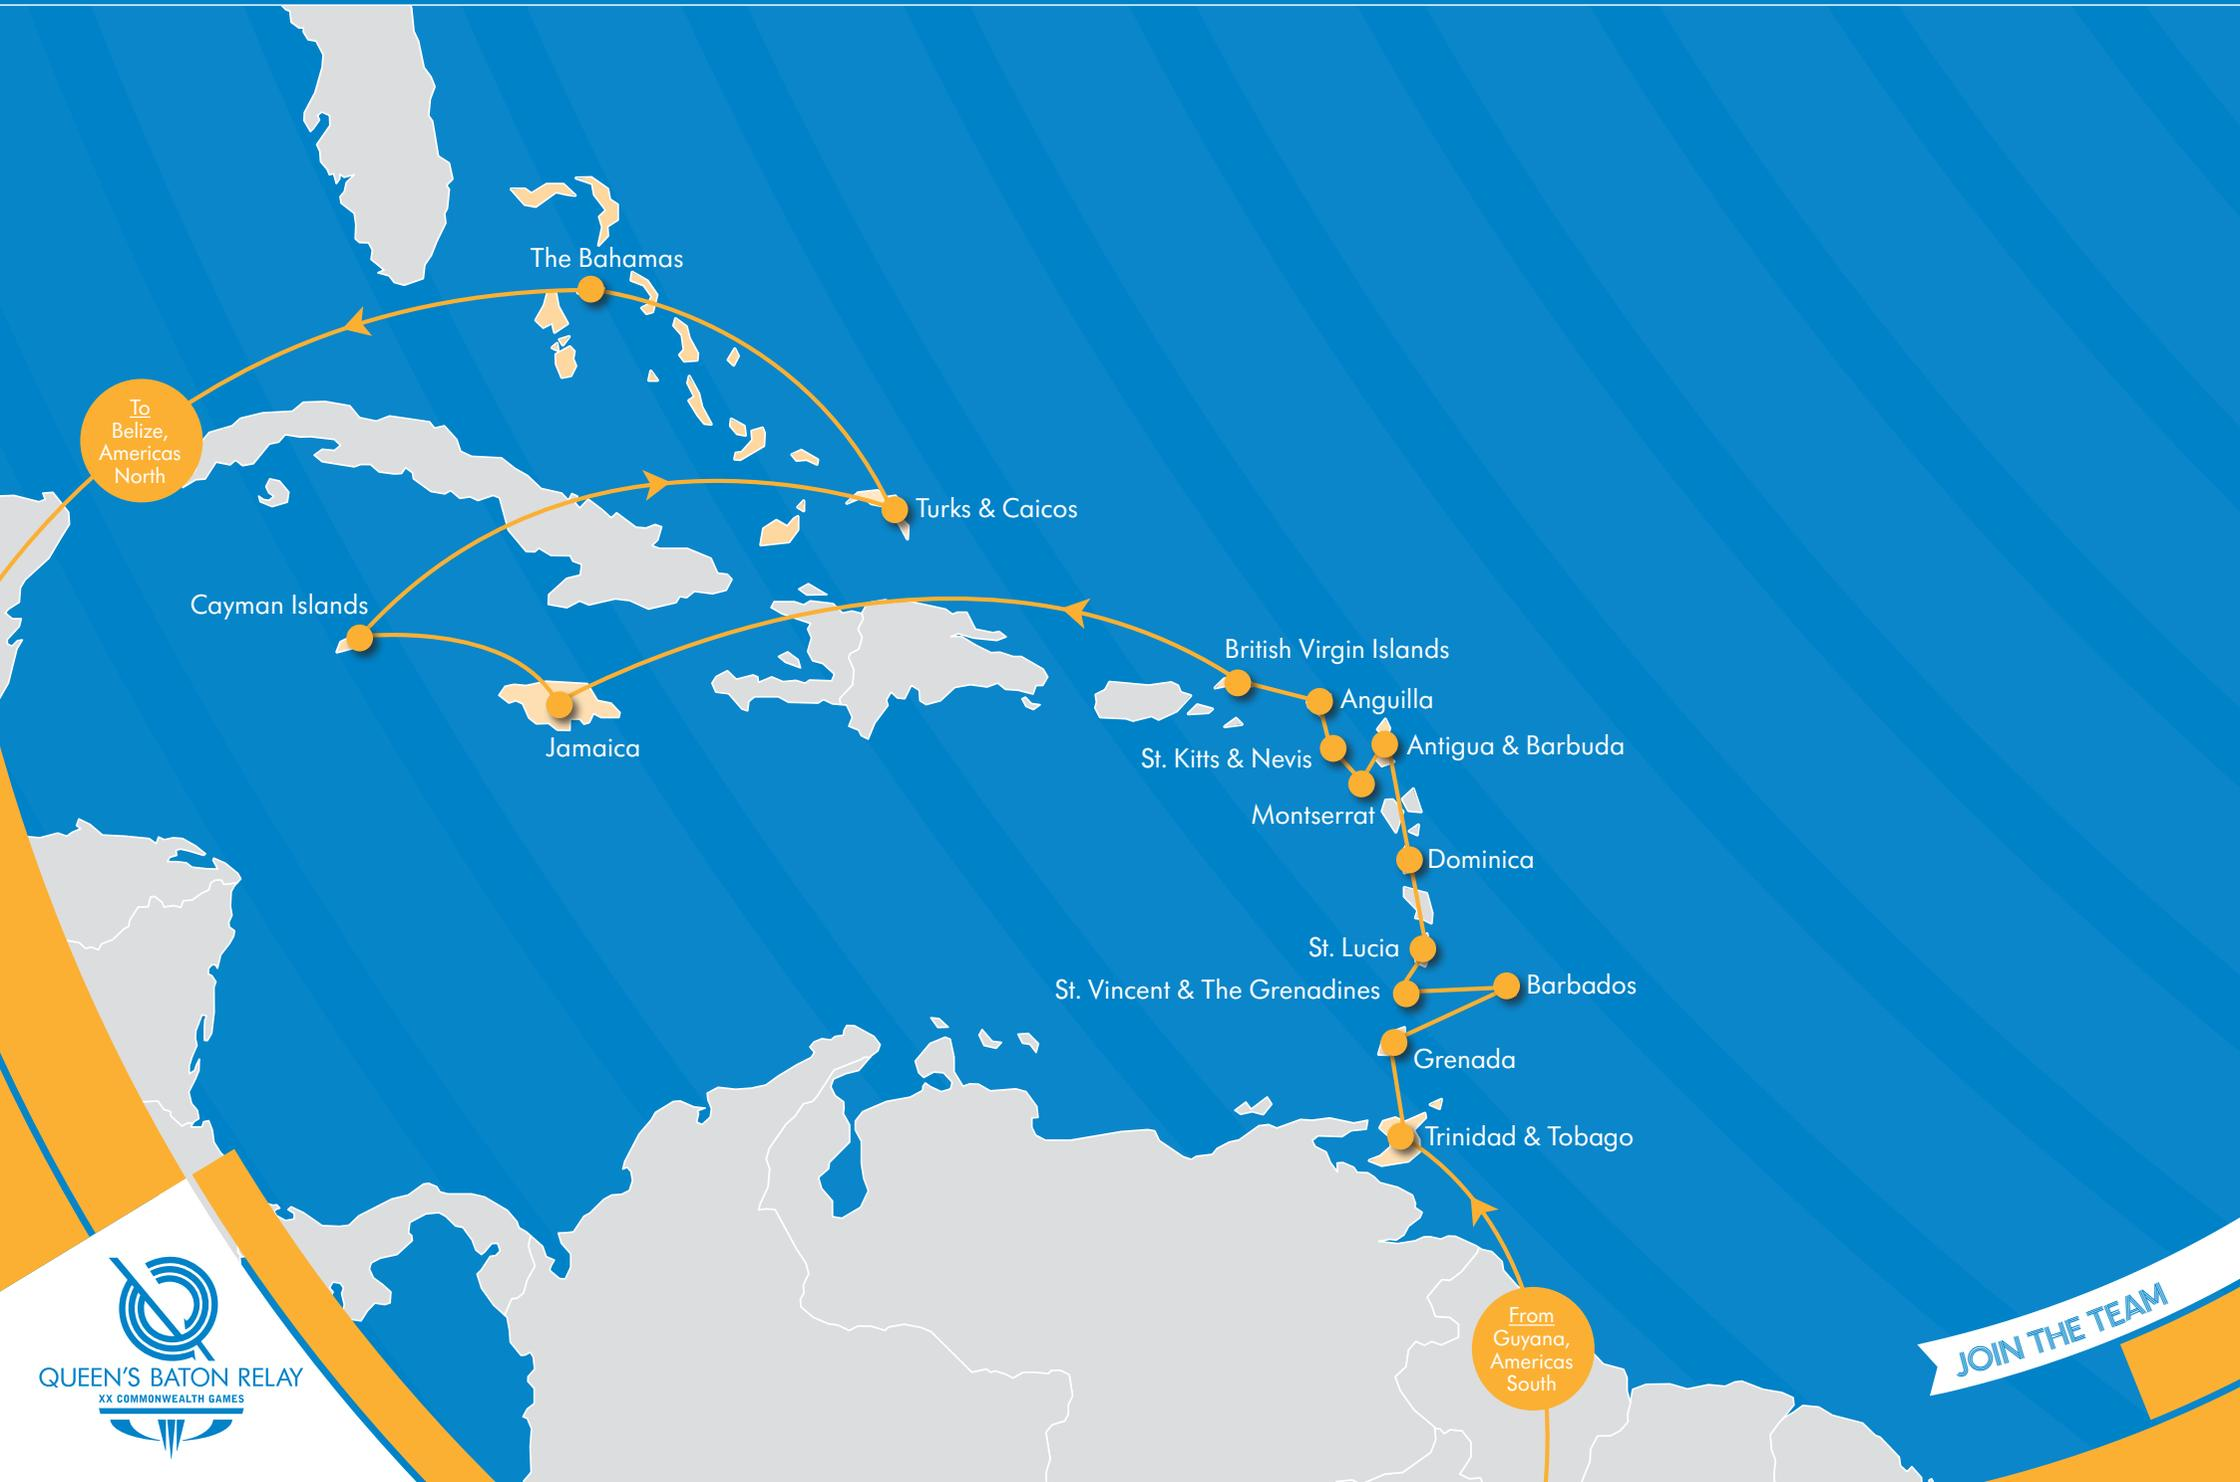 The Bahamas
To
Belize,
Americas
North
Turks & Caicos
Cayman Islands
British Virgin Islands
Anguilla
Jamaica
Antigua & Barbuda
St. Kitts & Nevis
Montserrat
Dominica
St. Lucia
Barbados
St. Vincent & The Grenadines
Grenada
Trinidad & Tobago
From
Guyana,
Americas
South
JOIN THE TEAM
QUEEN'S BATON RELAY
XX COMMONWEALTH GAMES